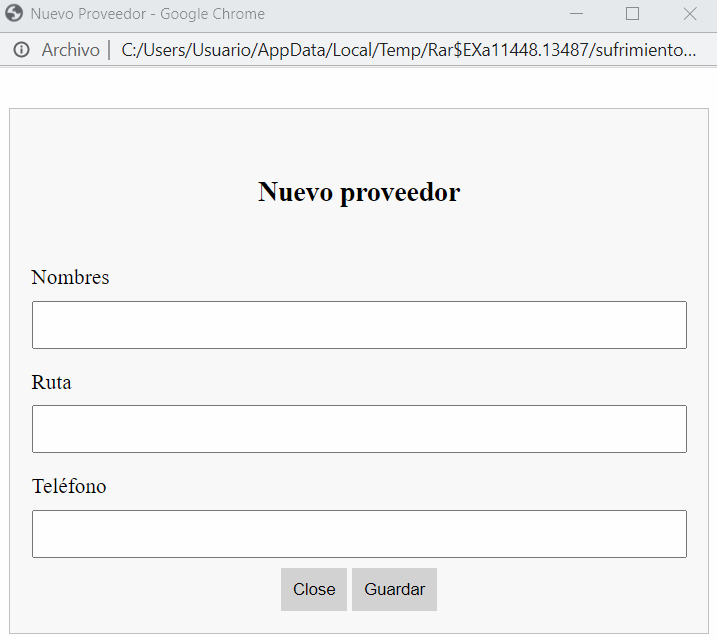 Nuevo Proveedor - Google Chrome
Archivo | C:/Users/Usuario/AppData/Local/Temp/Rar$EXa11448.13487/sufrimiento...
Nuevo proveedor
Nombres
Ruta
Teléfono
Close Guardar